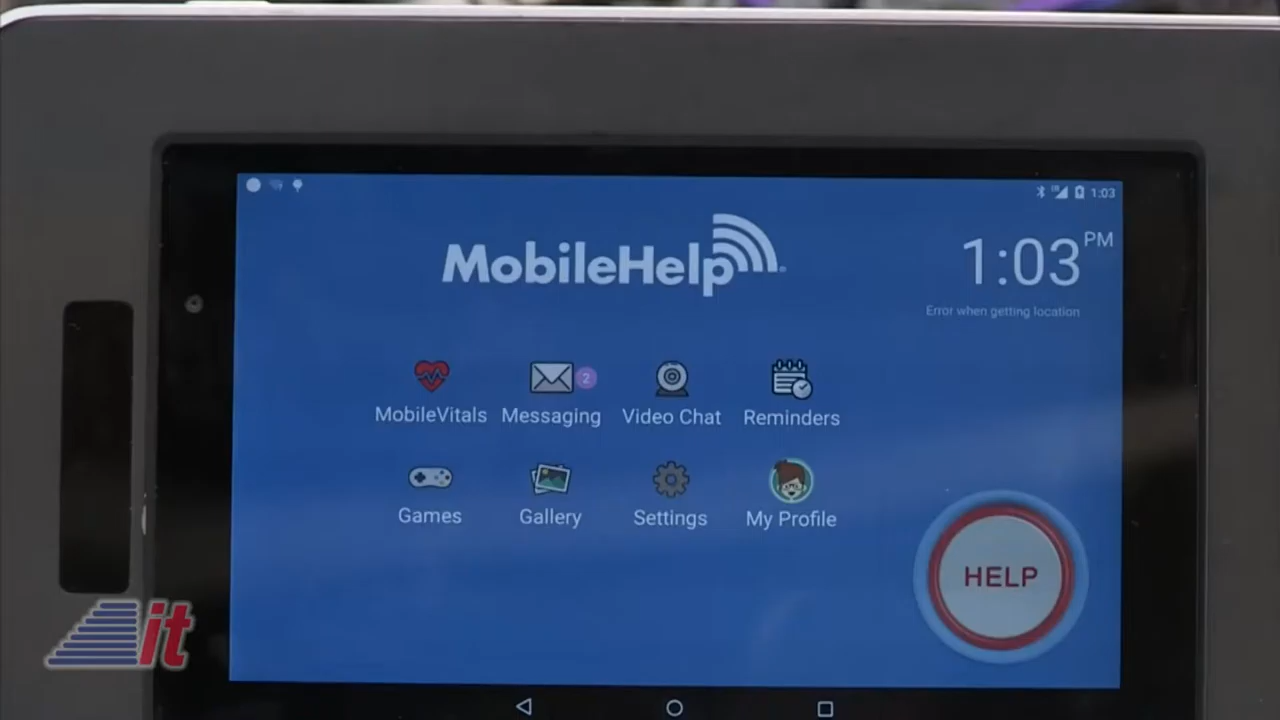 1:03
MobileHelp
1:03 PM
Error when getting location
MobileVitals
Messaging
2
Video Chat
Reminders
Games
Gallery
Settings
My Profile
HELP
it